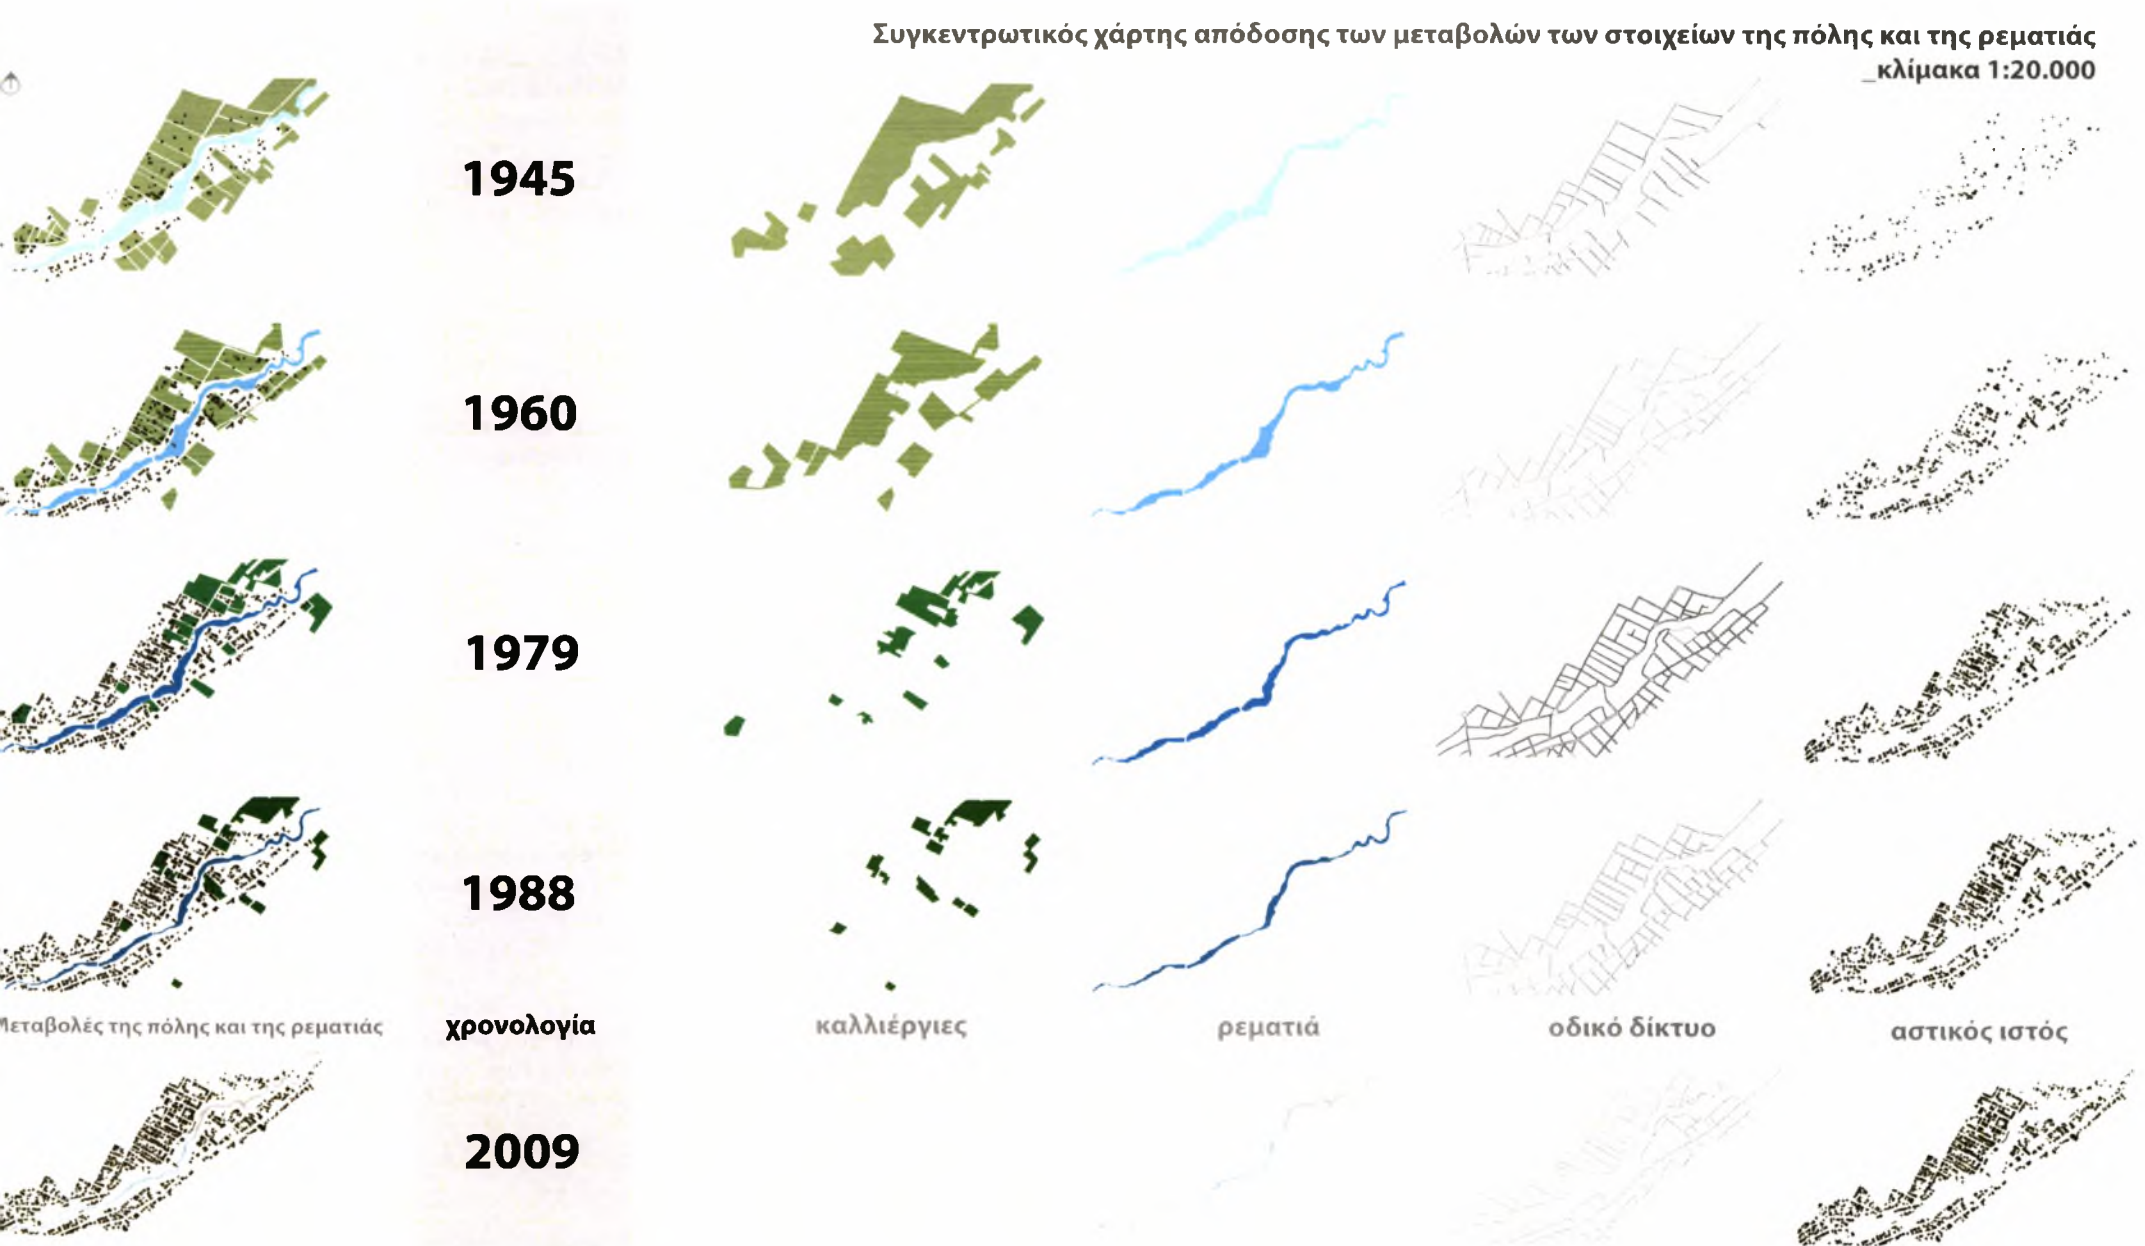 Συγκεντρωτικός χάρτης απόδοσης των μεταβολών των στοιχείων της πόλης και της ρεματιάς
_κλίμακα 1:20.000
1945
1960
1979
1988
Μεταβολές της πόλης και της ρεματιάς χρονολογία καλλιέργιες ρεματιά οδικό δίκτυο αστικός ιστός
2009